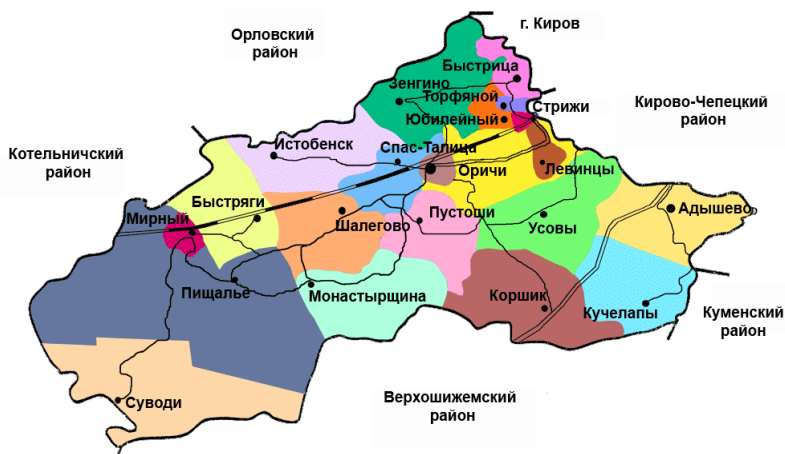 г. Киров
Орловский
район
Быстрица
Зенгино
Торфяной
Стрижи
Кирово-Чепецкий
район
Юбилейный
Истобенск
Спас-Талица
Котельничский
район
Оричи
Левинцы
Быстряги
Мирный
Шалегово
Пустоши
Усовы
Адышево
Пищалье
Монастырщина
Коршик
Кучелапы
Куменский
район
Верхошижемский
район
Суводи